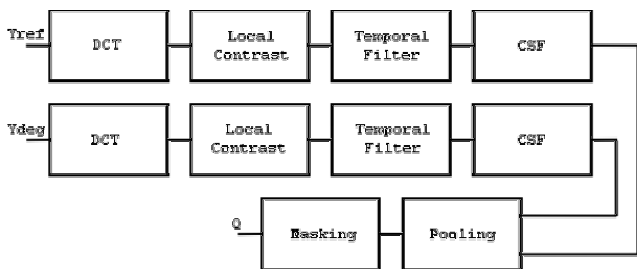 Yref
DCT
Local
Contrast
Temporal
Filter
CSF
Ydeg
DCT
Local
Contrast
Temporal
Filter
CSF
Q
Masking
Pooling